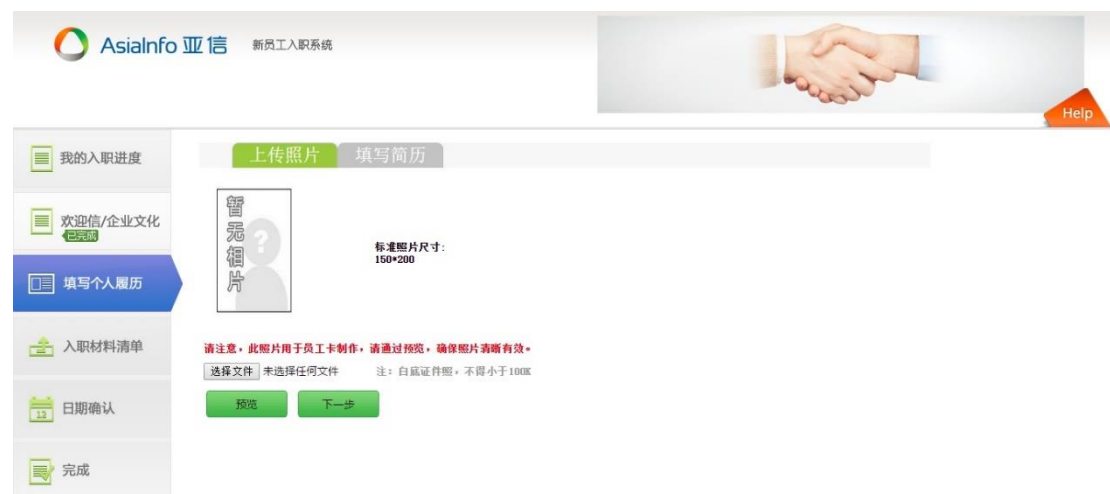 AsiaInfo 亚信 新员工入职系统
Help
我的入职进度
欢迎信/企业文化
已完成
填写个人履历
入职材料清单
13
日期确认
完成
上传照片 填写简历
暂无相片
标准照片尺寸:
150*200
请注意，此照片用于员工卡制作，请通过预览，确保照片清晰有效。
选择文件 未选择任何文件 注：白底证件照，不得小于100K
预览 下一步